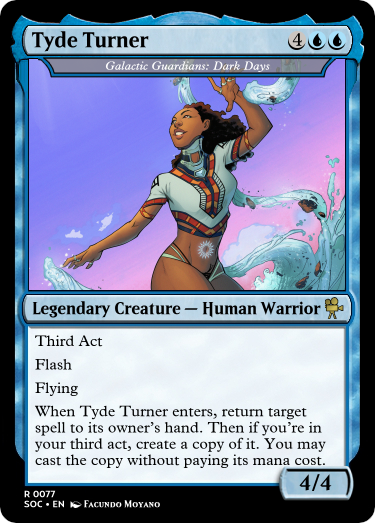 Tyde Turner 4
Galactic Guardians: Dark Days
Legendary Creature — Human Warrior
Third Act
Flash
Flying
When Tyde Turner enters, return target
spell to its owner's hand. Then if you're in
your third act, create a copy of it. You may
cast the copy without paying its mana cost.
4/4
R 0077
SOC • EN Facundo Moyano